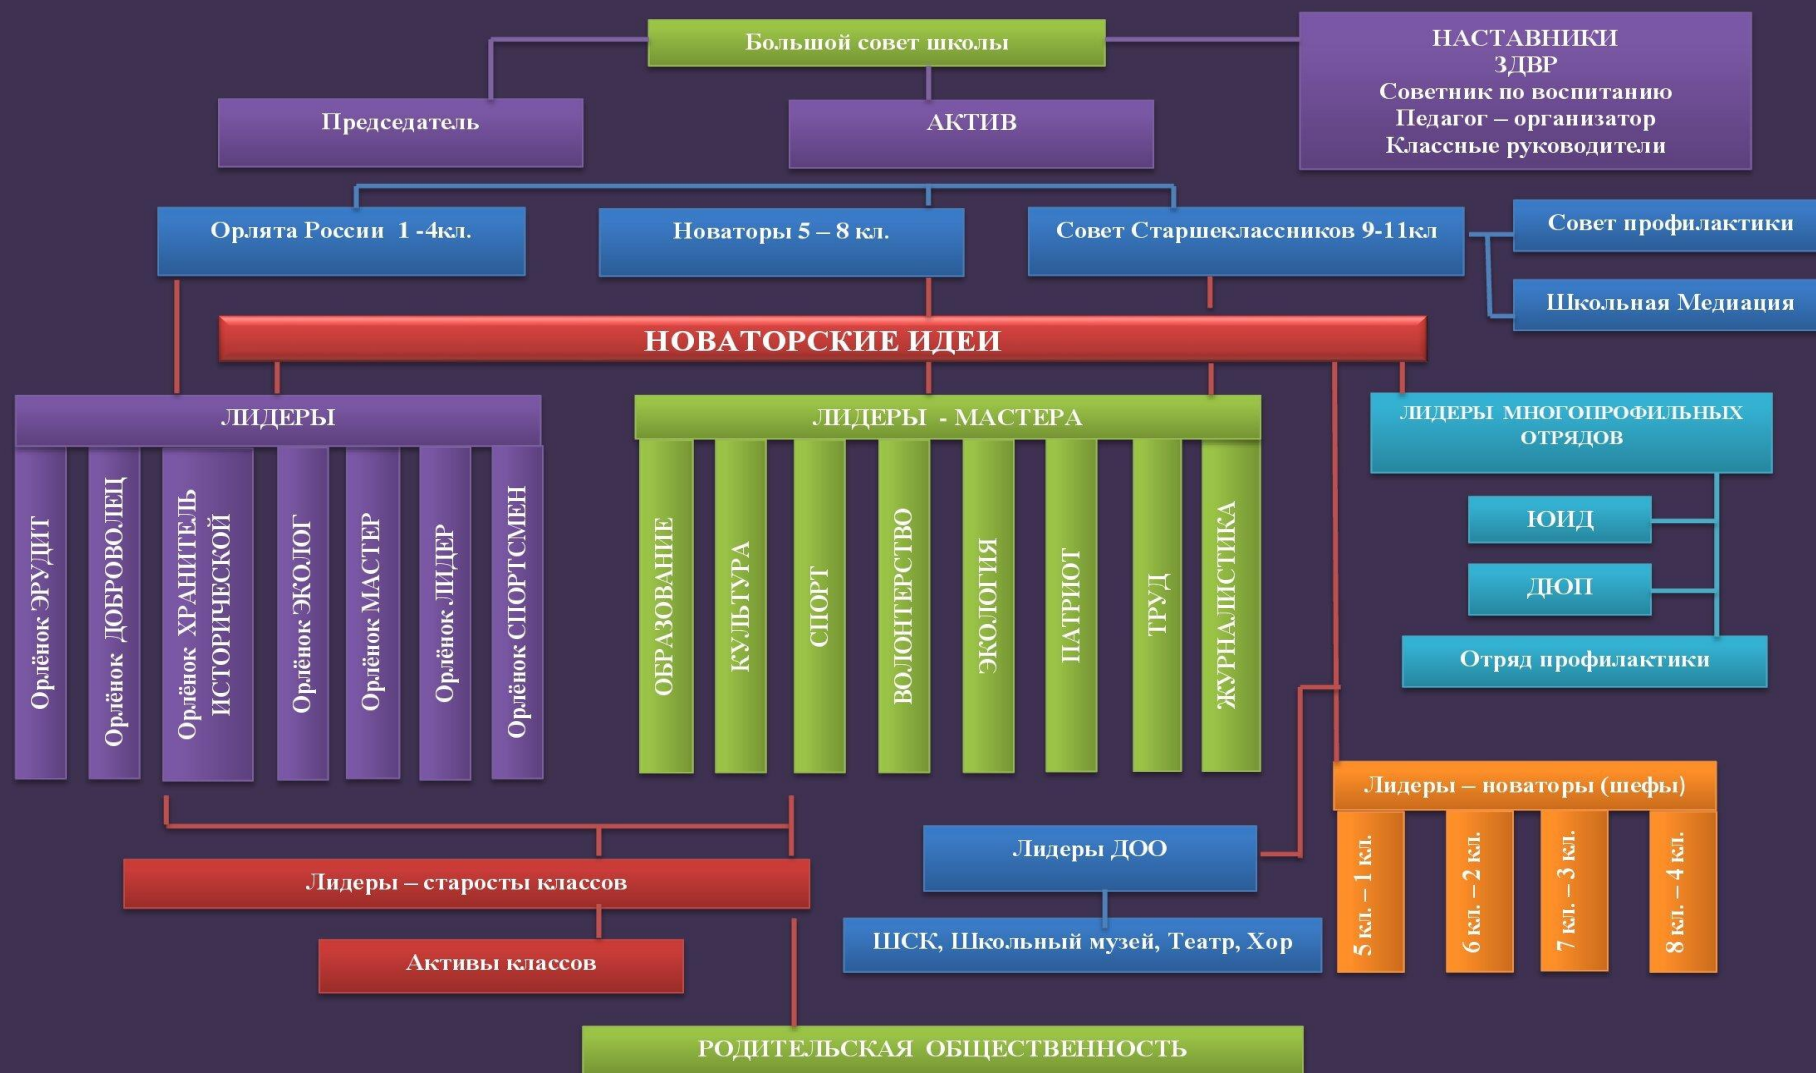 Большой совет школы
НАСТАВНИКИ
ЗДВР
Советник по воспитанию
Педагог – организатор
Классные руководители
Председатель
АКТИВ
Орлята России 1 -4кл.
Новаторы 5 – 8 кл.
Совет Старшеклассников 9-11кл
Совет профилактики
Школьная Медиация
НОВАТОРСКИЕ ИДЕИ
ЛИДЕРЫ
ЛИДЕРЫ - МАСТЕРА
ЛИДЕРЫ МНОГОПРОФИЛЬНЫХ
ОТРЯДОВ
Орлёнок ЭРУДИТ
Орлёнок ДОБРОВОЛЕЦ
Орлёнок ХРАНИТЕЛЬ
ИСТОРИЧЕСКОЙ
Орлёнок ЭКОЛОГ
Орлёнок МАСТЕР
Орлёнок ЛИДЕР
Орлёнок СПОРТСМЕН
ОБРАЗОВАНИЕ
КУЛЬТУРА
СПОРТ
ВОЛОНТЕРСТВО
ЭКОЛОГИЯ
ПАТРИОТ
ТРУД
ЖУРНАЛИСТИКА
ЮИД
ДЮП
Отряд профилактики
Лидеры – новаторы (шефы)
5 кл. – 1 кл.
6 кл. – 2 кл.
7 кл. – 3 кл.
8 кл. – 4 кл.
Лидеры ДОО
ШСК, Школьный музей, Театр, Хор
Лидеры – старосты классов
Активы классов
РОДИТЕЛЬСКАЯ ОБЩЕСТВЕННОСТЬ